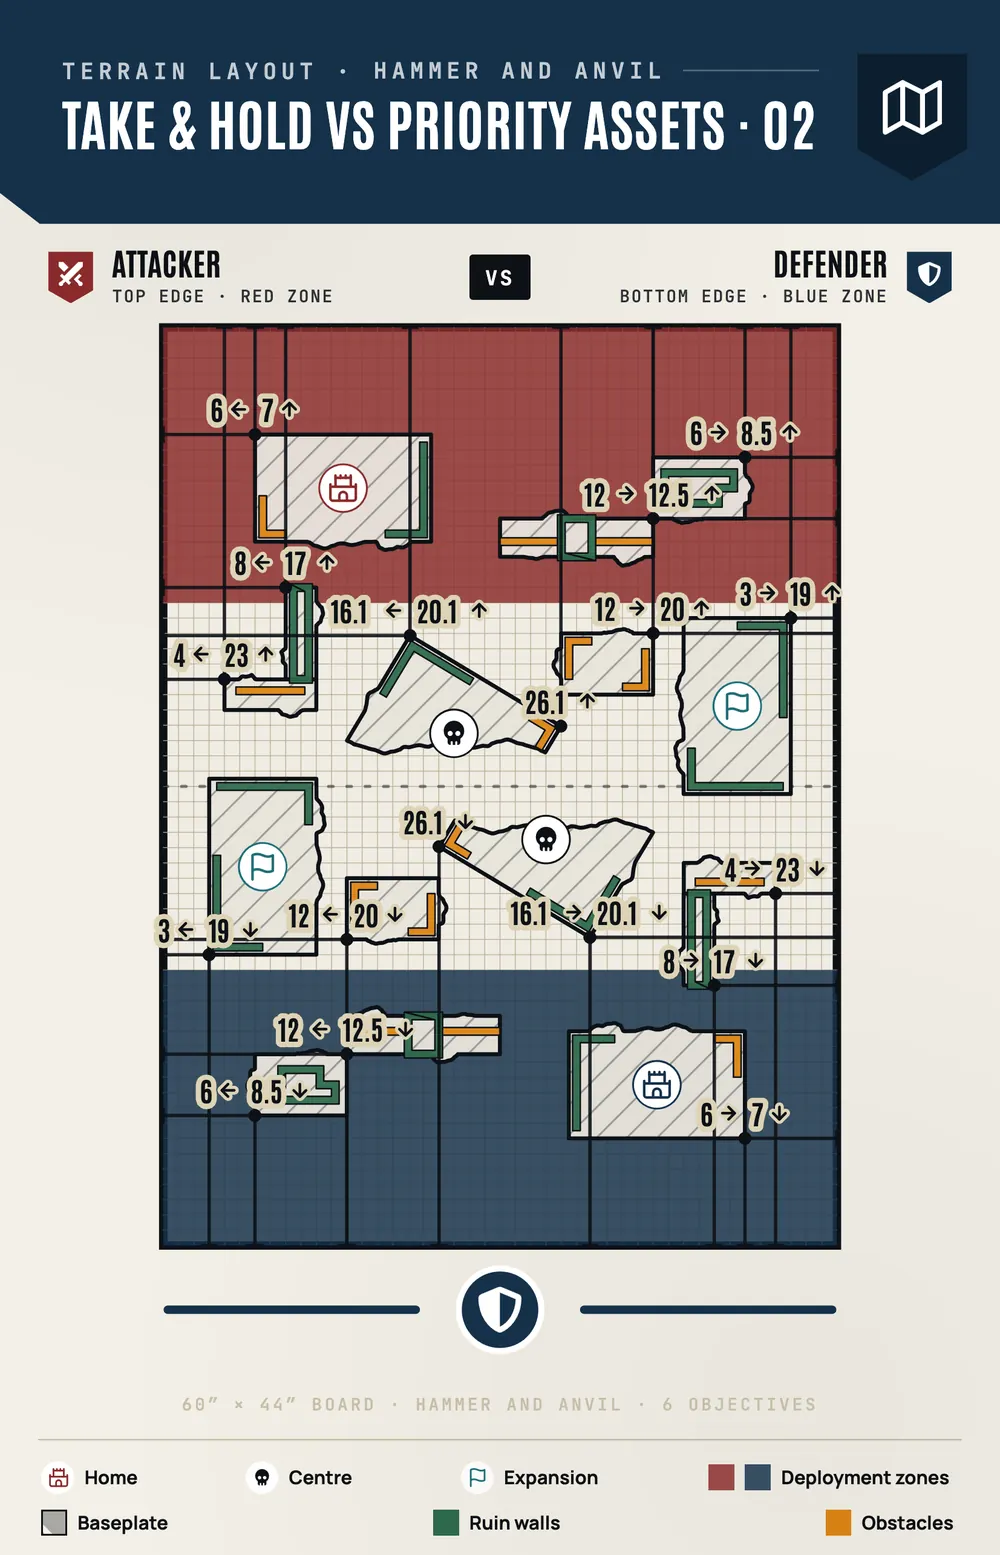 TERRAIN LAYOUT · HAMMER AND ANVIL
TAKE & HOLD VS PRIORITY ASSETS · 02
ATTACKER
TOP EDGE · RED ZONE
VS
DEFENDER
BOTTOM EDGE · BLUE ZONE
6← 7↑
6→ 8.5↑
12→ 12.5↑
8← 17↑
3→ 19↑
16.1← 20.1↑
12→ 20↑
4← 23↑
26.1↑
26.1↓
4→ 23↓
12← 20↓
16.1→ 20.1↓
3← 19↓
8→ 17↓
12← 12.5↓
6← 8.5↓
6→ 7↓
60″ × 44″ BOARD · HAMMER AND ANVIL · 6 OBJECTIVES
Home
Centre
Expansion
Deployment zones
Baseplate
Ruin walls
Obstacles